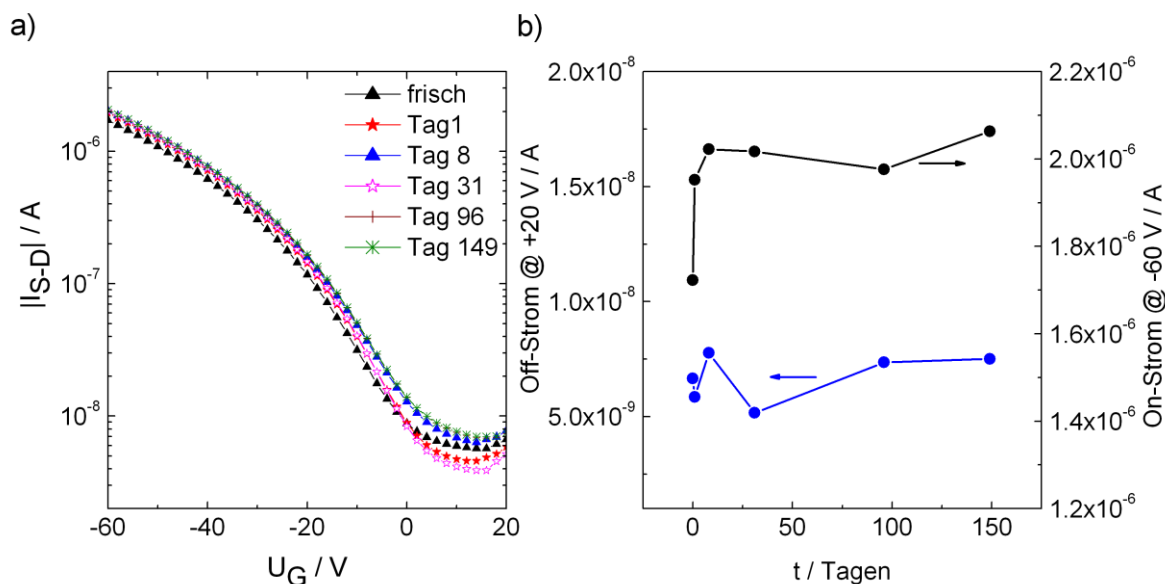 a)
|I_S-D| / A
10^-6
10^-7
10^-8
frisch
Tag1
Tag 8
Tag 31
Tag 96
Tag 149
-60
-40
-20
0
20
U_G / V
b)
Off-Strom @ +20 V / A
2.0x10^-8
1.5x10^-8
1.0x10^-8
5.0x10^-9
0
50
100
150
t / Tagen
2.2x10^-6
2.0x10^-6
1.8x10^-6
1.6x10^-6
1.4x10^-6
1.2x10^-6
On-Strom @ -60 V / A